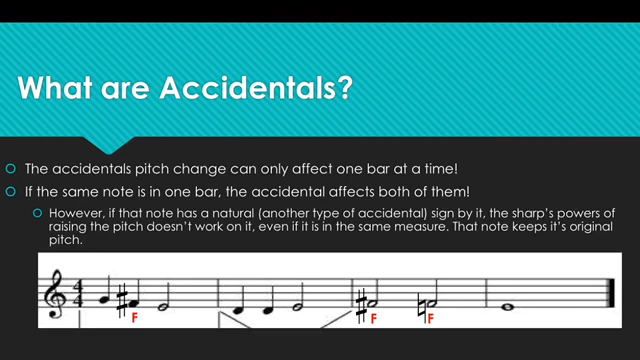 What are Accidentals?
The accidentals pitch change can only affect one bar at a time!
If the same note is in one bar, the accidental affects both of them!
However, if that note has a natural (another type of accidental) sign by it, the sharp's powers of
raising the pitch doesn't work on it, even if it is in the same measure. That note keeps it's original
pitch.
4
4
F F F